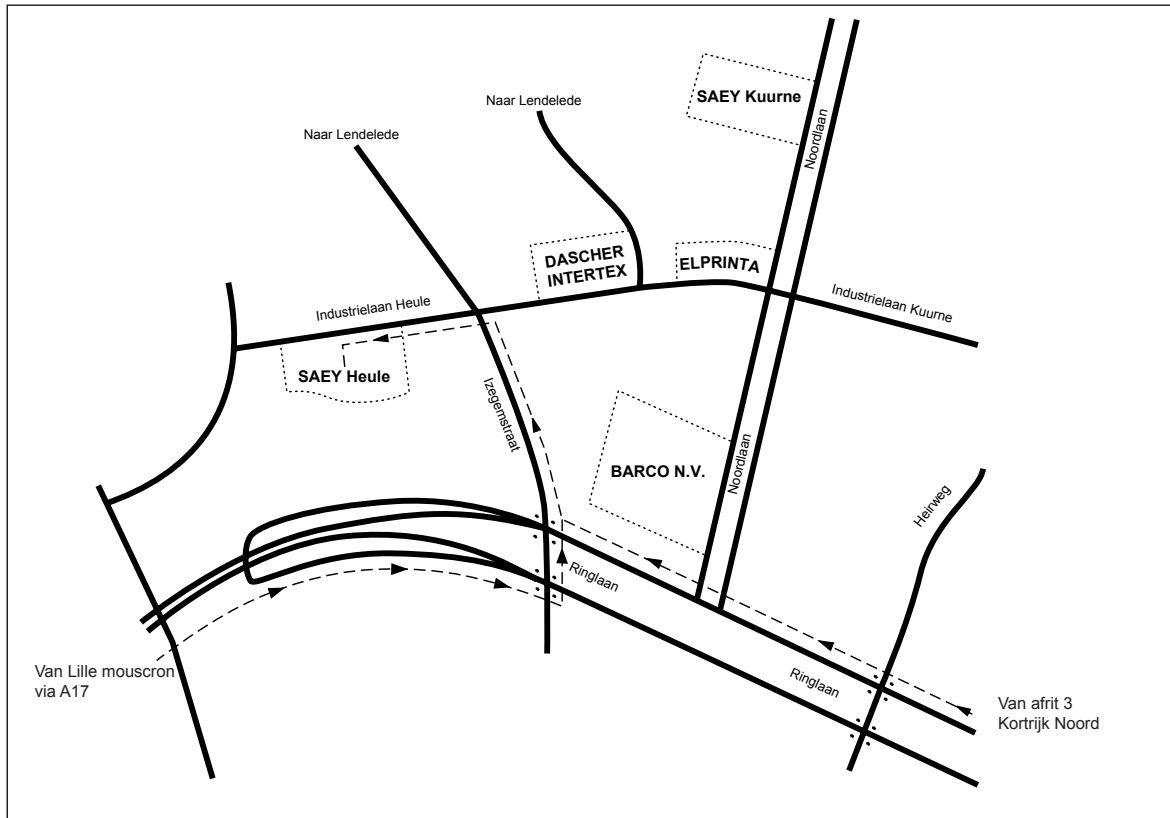 SAEY Kuurne
Noordlaan
Naar Lendelede
Naar Lendelede
DASCHER
INTERTEX
ELPRINTA
Industrielaan Heule
Industrielaan Kuurne
SAEY Heule
Izegemstraat
BARCO N.V.
Noordlaan
Heirweg
Ringlaan
Ringlaan
Van Lille mouscron
via A17
Van afrit 3
Kortrijk Noord